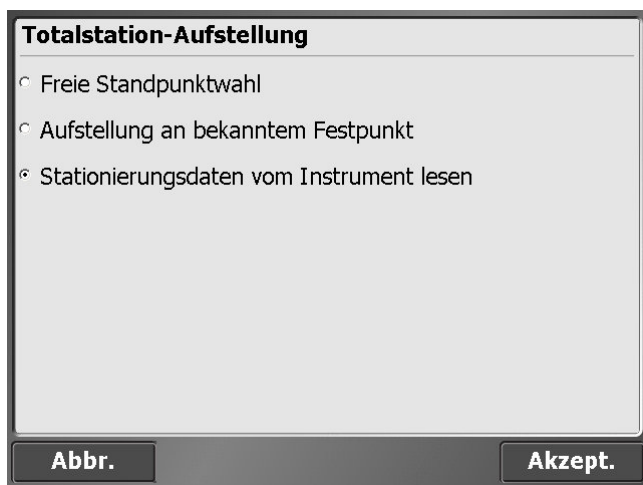 Totalstation-Aufstellung
Freie Standpunktwahl
Aufstellung an bekanntem Festpunkt
Stationierungsdaten vom Instrument lesen
Abbr. Akzept.